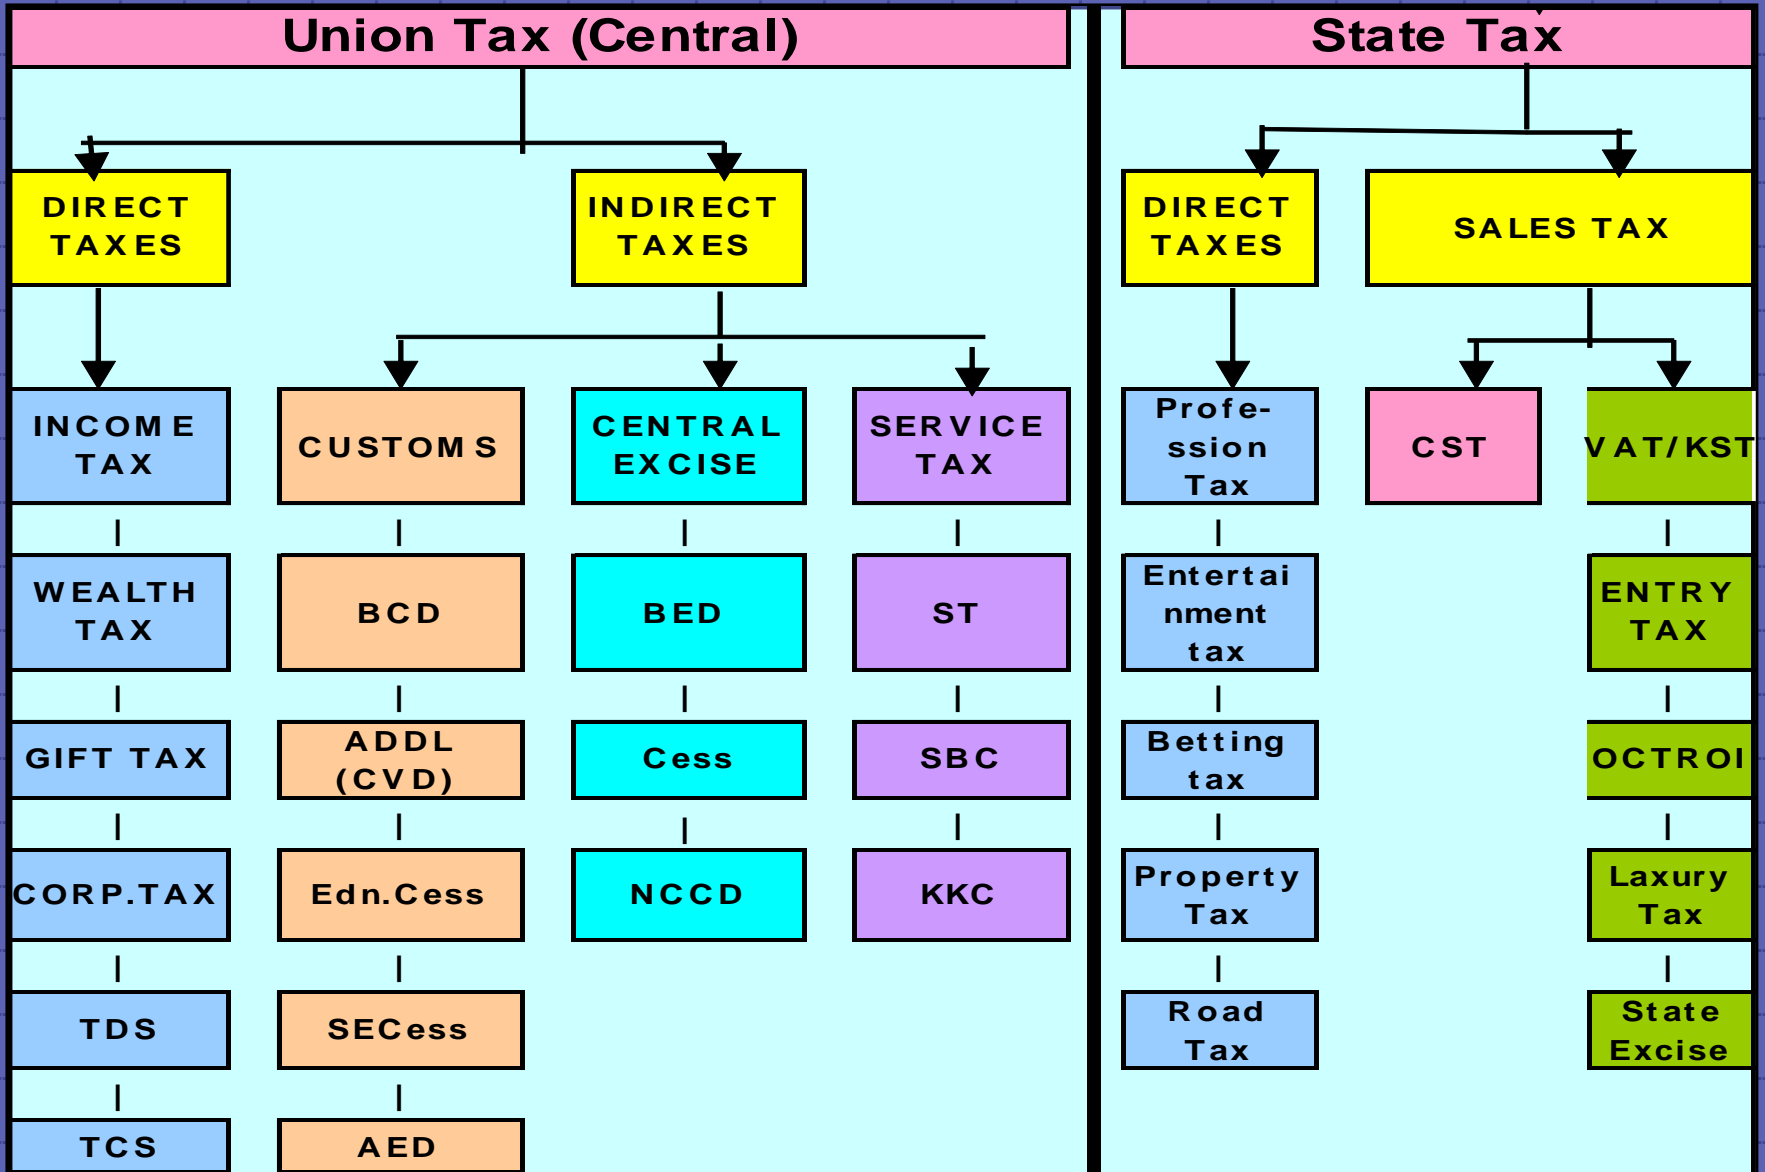 Union Tax (Central)
State Tax
DIRECT
TAXES
INDIRECT
TAXES
DIRECT
TAXES
SALES TAX
INCOME
TAX
CUSTOMS
CENTRAL
EXCISE
SERVICE
TAX
Profe-
ssion
Tax
CST
VAT/KST
WEALTH
TAX
BCD
BED
ST
Entertai
nment
tax
ENTRY
TAX
GIFT TAX
ADDL
(CVD)
Cess
SBC
Betting
tax
OCTROI
CORP.TAX
Edn.Cess
NCCD
KKC
Property
Tax
Laxury
Tax
TDS
SECess
Road
Tax
State
Excise
TCS
AED